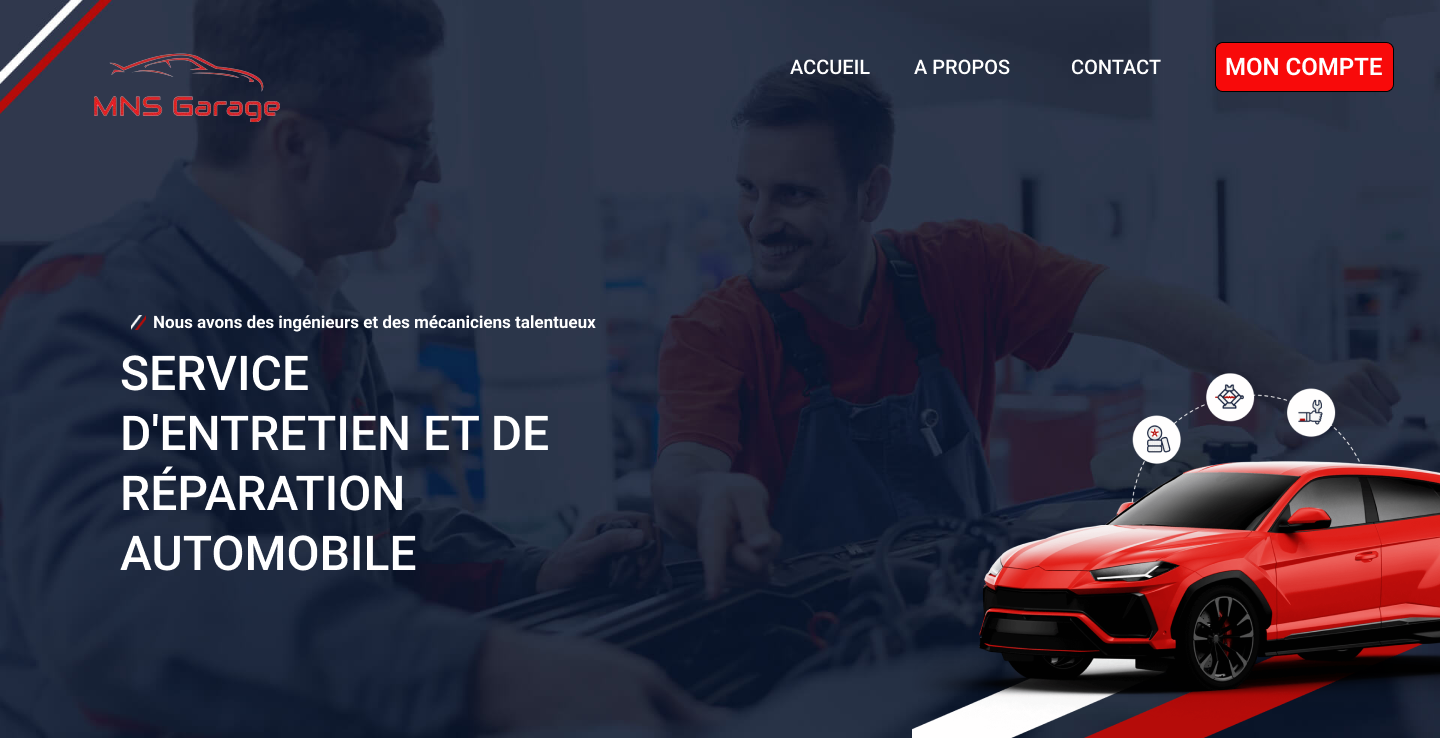 MNS Garage
ACCUEIL
A PROPOS
CONTACT
MON COMPTE
Nous avons des ingénieurs et des mécaniciens talentueux
SERVICE
D'ENTRETIEN ET DE
RÉPARATION
AUTOMOBILE